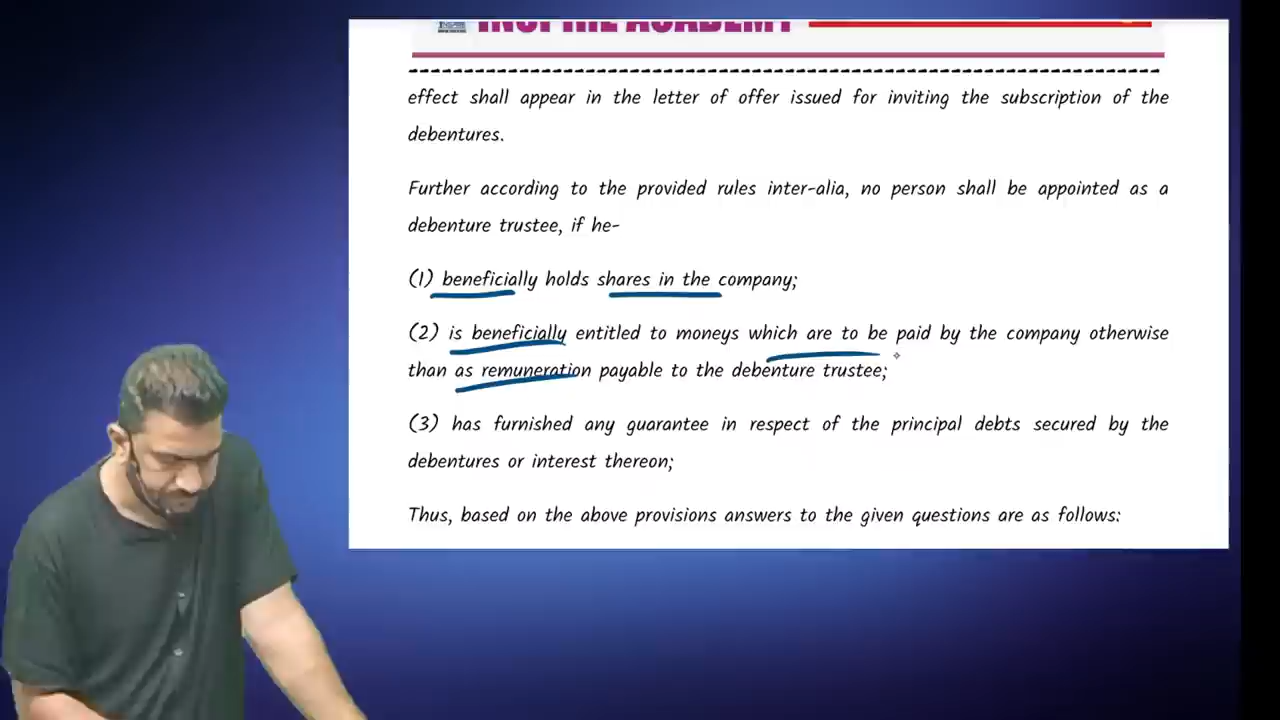 INSPIRE ACADEMY
effect shall appear in the letter of offer issued for inviting the subscription of the
debentures.
Further according to the provided rules inter-alia, no person shall be appointed as a
debenture trustee, if he-
(1) beneficially holds shares in the company;
(2) is beneficially entitled to moneys which are to be paid by the company otherwise
than as remuneration payable to the debenture trustee;
(3) has furnished any guarantee in respect of the principal debts secured by the
debentures or interest thereon;
Thus, based on the above provisions answers to the given questions are as follows: